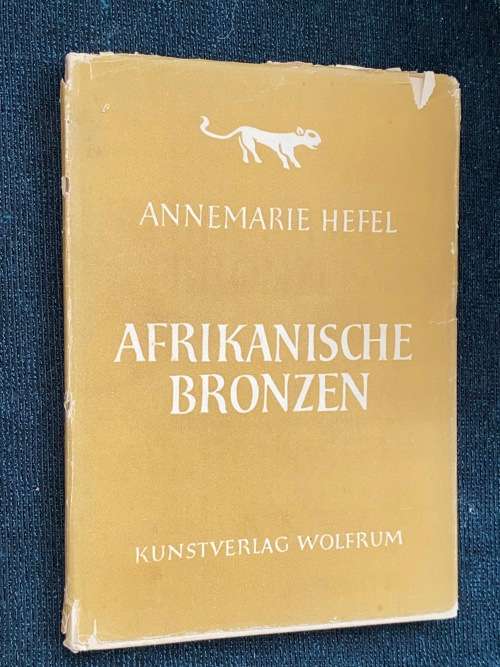 ANNEMARIE HEFEL
AFRIKANISCHE
BRONZEN
KUNSTVERLAG WOLFRUM